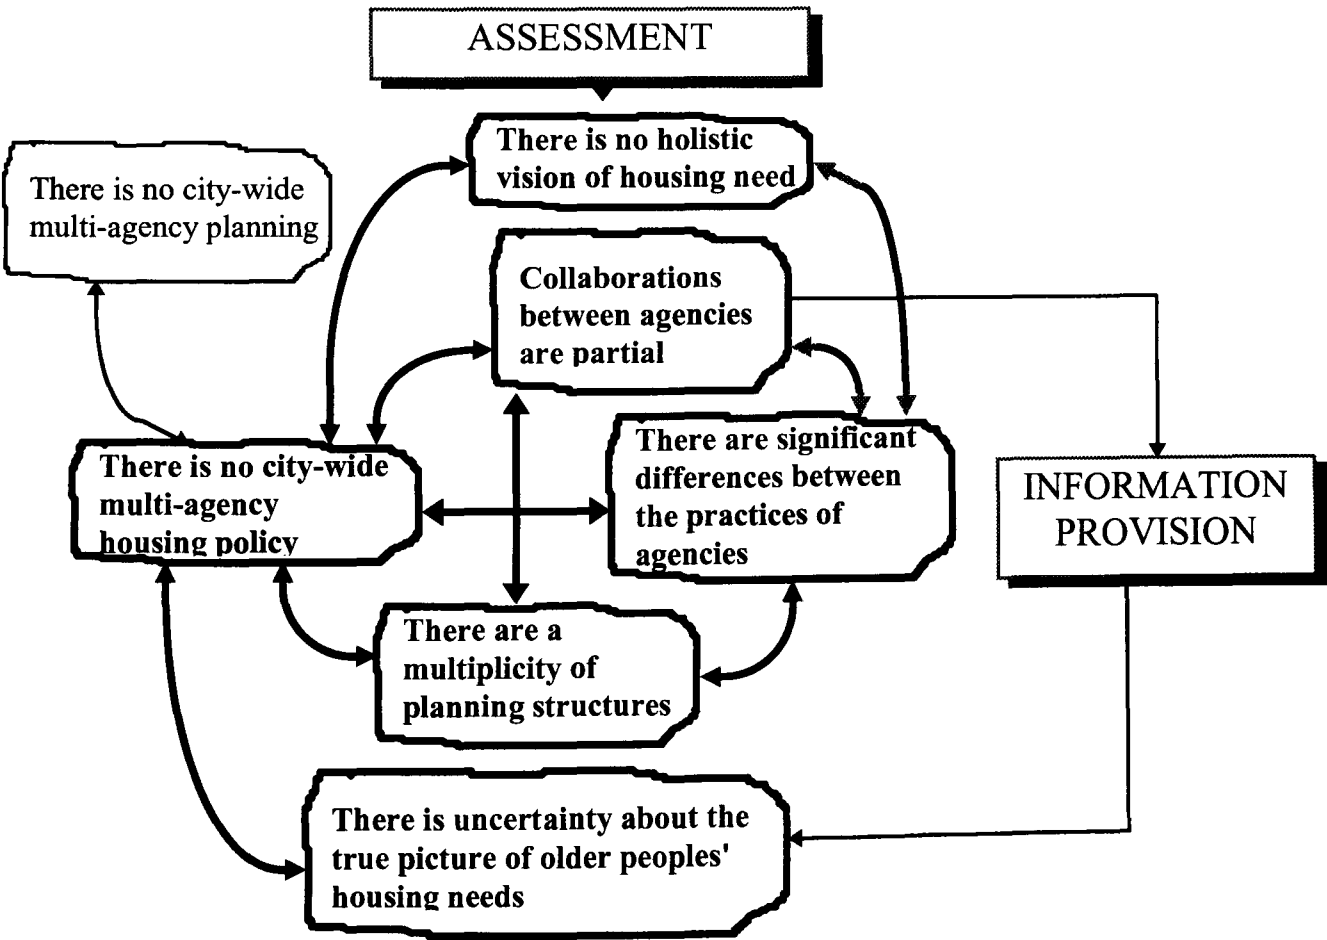 ASSESSMENT
There is no holistic
vision of housing need
There is no city-wide
multi-agency planning
Collaborations
between agencies
are partial
There is no city-wide
multi-agency
housing policy
There are significant
differences between
the practices of
agencies
INFORMATION
PROVISION
There are a
multiplicity of
planning structures
There is uncertainty about the
true picture of older peoples'
housing needs